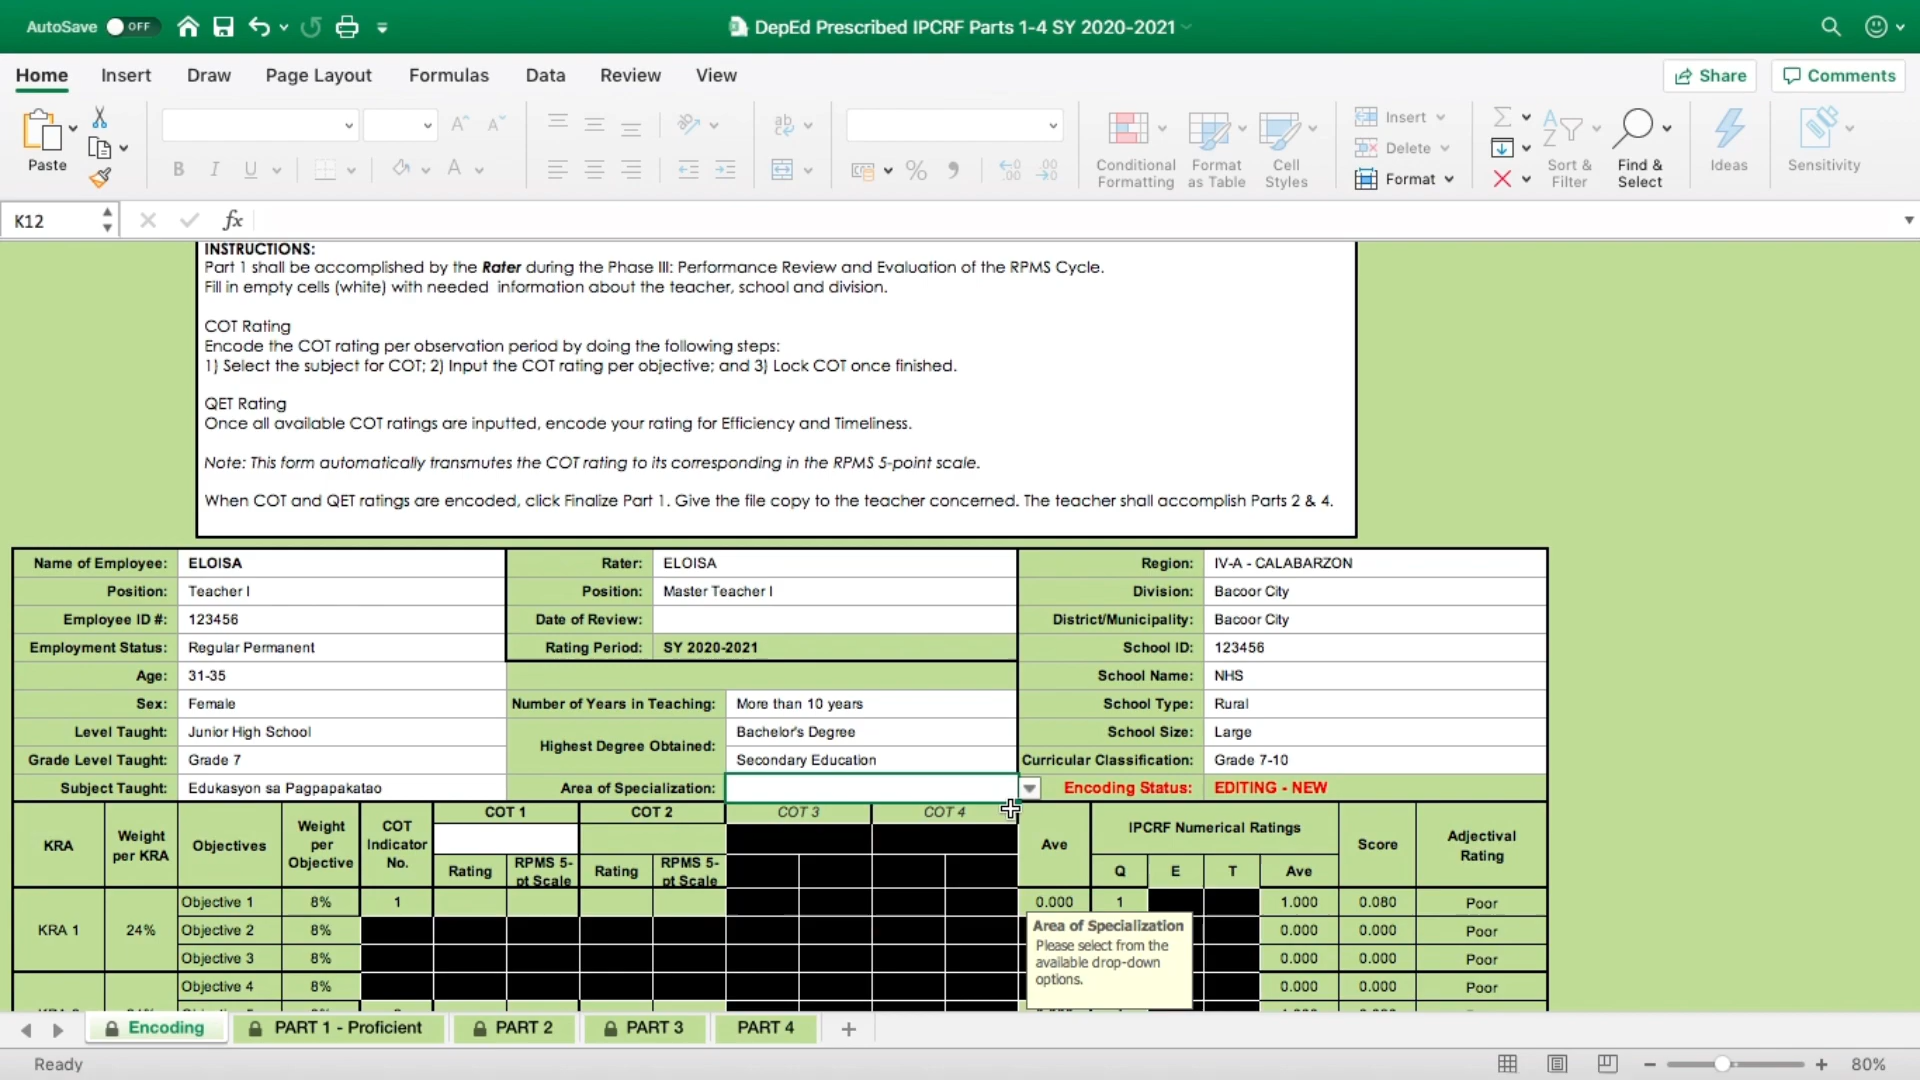 AutoSave OFF
DepEd Prescribed IPCRF Parts 1-4 SY 2020-2021
Home Insert Draw Page Layout Formulas Data Review View Share Comments
Paste
B I U A
ab
%
Conditional Formatting
Format as Table
Cell Styles
Insert
Delete
Format
Sort & Filter
Find & Select
Ideas
Sensitivity
K12 fx
INSTRUCTIONS:
Part 1 shall be accomplished by the Rater during the Phase III: Performance Review and Evaluation of the RPMS Cycle.
Fill in empty cells (white) with needed information about the teacher, school and division.
COT Rating
Encode the COT rating per observation period by doing the following steps:
1) Select the subject for COT; 2) Input the COT rating per objective; and 3) Lock COT once finished.
QET Rating
Once all available COT ratings are inputted, encode your rating for Efficiency and Timeliness.
Note: This form automatically transmutes the COT rating to its corresponding in the RPMS 5-point scale.
When COT and QET ratings are encoded, click Finalize Part 1. Give the file copy to the teacher concerned. The teacher shall accomplish Parts 2 & 4.
Name of Employee: ELOISA Rater: ELOISA Region: IV-A - CALABARZON
Position: Teacher I Position: Master Teacher I Division: Bacoor City
Employee ID #: 123456 Date of Review: District/Municipality: Bacoor City
Employment Status: Regular Permanent Rating Period: SY 2020-2021 School ID: 123456
Age: 31-35 School Name: NHS
Sex: Female Number of Years in Teaching: More than 10 years School Type: Rural
Level Taught: Junior High School Highest Degree Obtained: Bachelor's Degree School Size: Large
Grade Level Taught: Grade 7 Secondary Education Curricular Classification: Grade 7-10
Subject Taught: Edukasyon sa Pagpapakatao Area of Specialization: Encoding Status: EDITING - NEW
KRA Weight per KRA Objectives Weight per Objective COT Indicator No. COT 1 COT 2 COT 3 COT 4 Ave IPCRF Numerical Ratings Score Adjectival Rating
Rating RPMS 5-pt Scale Rating RPMS 5-pt Scale Q E T Ave
KRA 1 24% Objective 1 8% 1 0.000 1 1.000 0.080 Poor
Objective 2 8% 0.000 0.000 Poor
Objective 3 8% 0.000 0.000 Poor
Objective 4 8% 0.000 0.000 Poor
Area of Specialization
Please select from the
available drop-down
options.
Encoding PART 1 - Proficient PART 2 PART 3 PART 4 +
Ready 80%